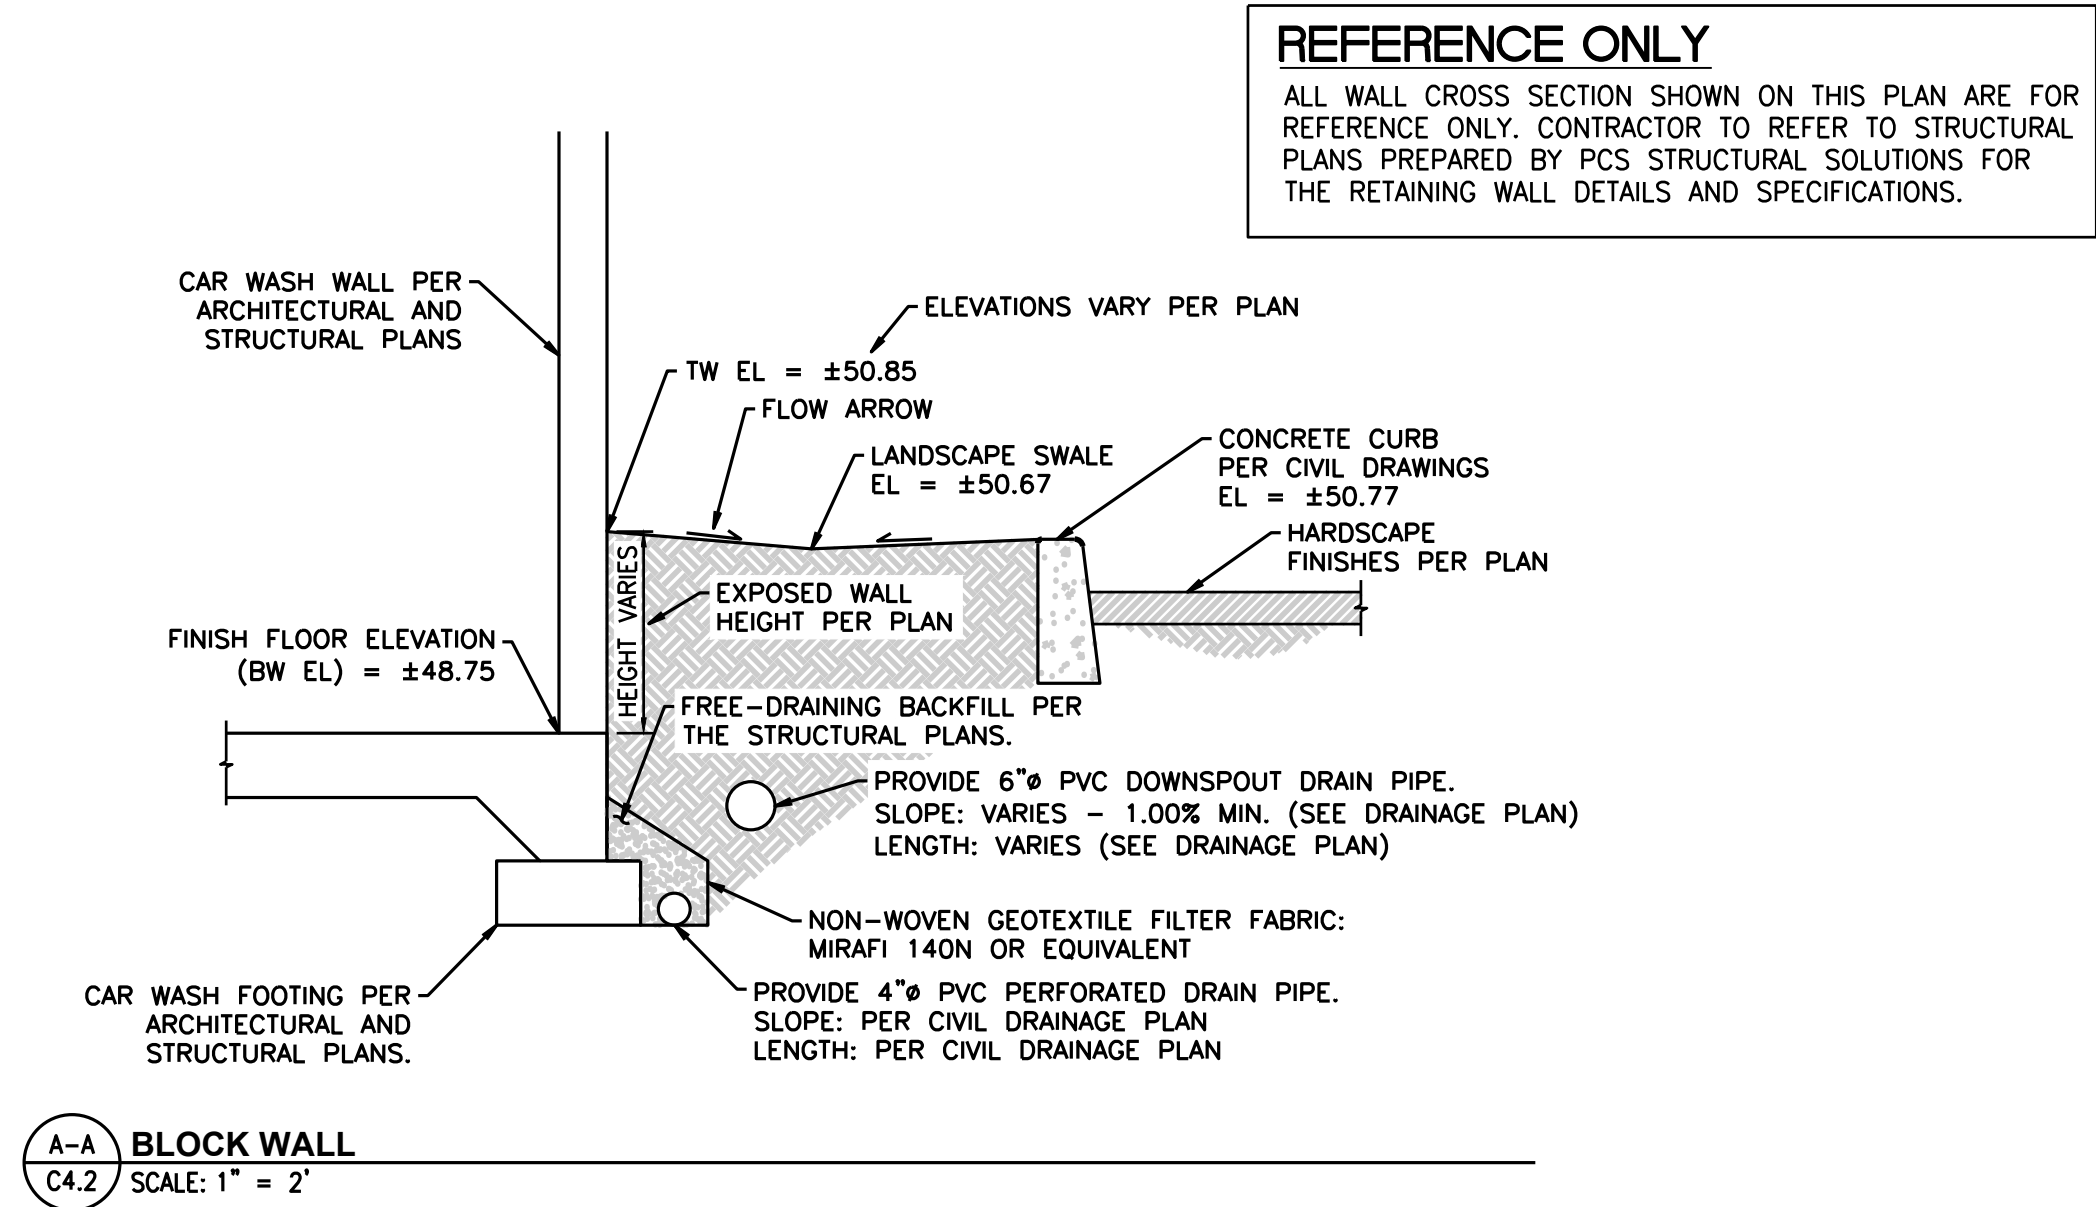 REFERENCE ONLY
ALL WALL CROSS SECTION SHOWN ON THIS PLAN ARE FOR
REFERENCE ONLY. CONTRACTOR TO REFER TO STRUCTURAL
PLANS PREPARED BY PCS STRUCTURAL SOLUTIONS FOR
THE RETAINING WALL DETAILS AND SPECIFICATIONS.
CAR WASH WALL PER
ARCHITECTURAL AND
STRUCTURAL PLANS
ELEVATIONS VARY PER PLAN
TW EL = ±50.85
FLOW ARROW
LANDSCAPE SWALE
EL = ±50.67
CONCRETE CURB
PER CIVIL DRAWINGS
EL = ±50.77
HARDSCAPE
FINISHES PER PLAN
HEIGHT VARIES
EXPOSED WALL
HEIGHT PER PLAN
FINISH FLOOR ELEVATION
(BW EL) = ±48.75
FREE-DRAINING BACKFILL PER
THE STRUCTURAL PLANS.
PROVIDE 6"ø PVC DOWNSPOUT DRAIN PIPE.
SLOPE: VARIES - 1.00% MIN. (SEE DRAINAGE PLAN)
LENGTH: VARIES (SEE DRAINAGE PLAN)
NON-WOVEN GEOTEXTILE FILTER FABRIC:
MIRAFI 140N OR EQUIVALENT
CAR WASH FOOTING PER
ARCHITECTURAL AND
STRUCTURAL PLANS.
PROVIDE 4"ø PVC PERFORATED DRAIN PIPE.
SLOPE: PER CIVIL DRAINAGE PLAN
LENGTH: PER CIVIL DRAINAGE PLAN
A-A
C4.2
BLOCK WALL
SCALE: 1" = 2'